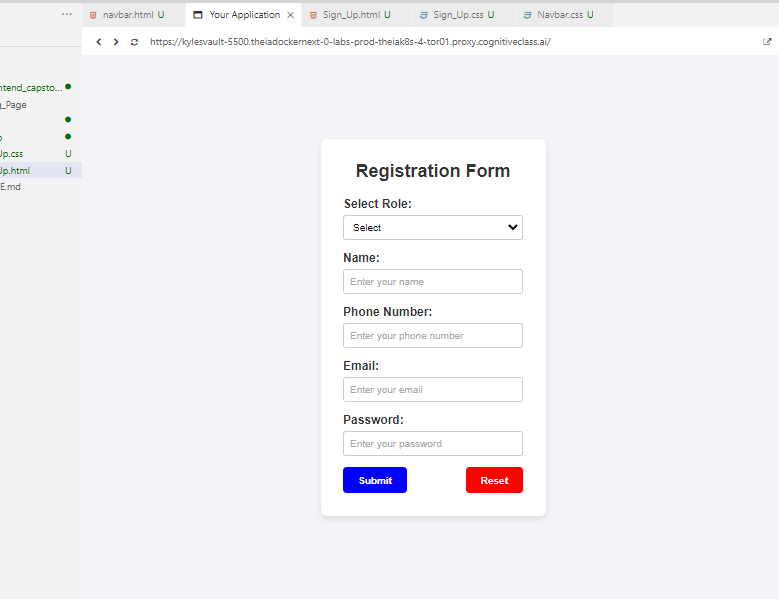 ··· navbar.html U Your Application × Sign_Up.html U Sign_Up.css U Navbar.css U
https://kylesvault-5500.theiadockernext-0-labs-prod-theiak8s-4-tor01.proxy.cognitiveclass.ai/
ntend_capsto...
g_Page
Up.css U
Up.html U
E.md
Registration Form
Select Role:
Select
Name:
Enter your name
Phone Number:
Enter your phone number
Email:
Enter your email
Password:
Enter your password
Submit Reset